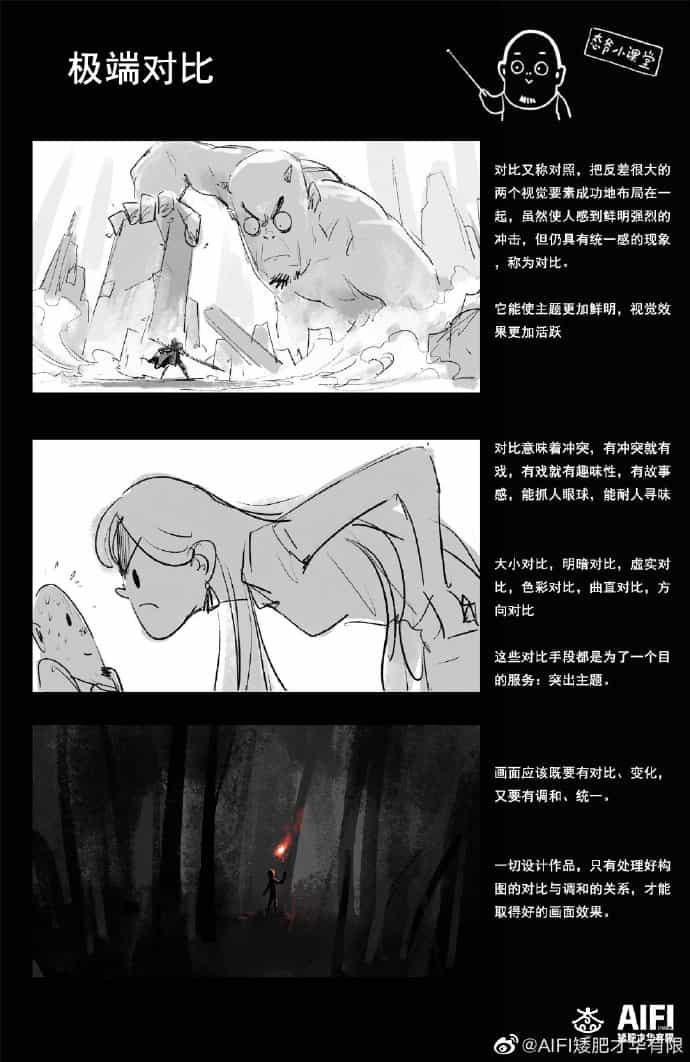 极端对比
态爷小课堂
对比又称对照，把反差很大的
两个视觉要素成功地布局在一
起，虽然使人感到鲜明强烈的
冲击，但仍具有统一感的现象
，称为对比。
它能使主题更加鲜明，视觉效
果更加活跃
对比意味着冲突，有冲突就有
戏，有戏就有趣味性，有故事
感，能抓人眼球，能耐人寻味
大小对比，明暗对比，虚实对
比，色彩对比，曲直对比，方
向对比
这些对比手段都是为了一个目
的服务：突出主题。
画面应该既要有对比、变化，
又要有调和、统一。
一切设计作品，只有处理好构
图的对比与调和的关系，才能
取得好的画面效果。
AIFI
矮肥才华有限
@AIFI矮肥才华有限